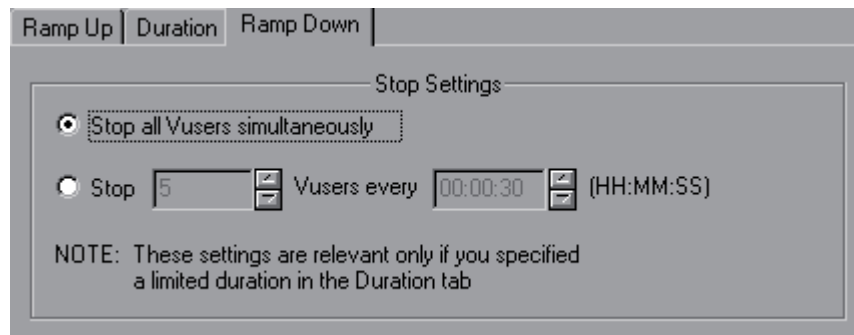 Ramp Up Duration Ramp Down
Stop Settings
Stop all Vusers simultaneously
Stop 5 Vusers every 00:00:30 (HH:MM:SS)
NOTE: These settings are relevant only if you specified
a limited duration in the Duration tab